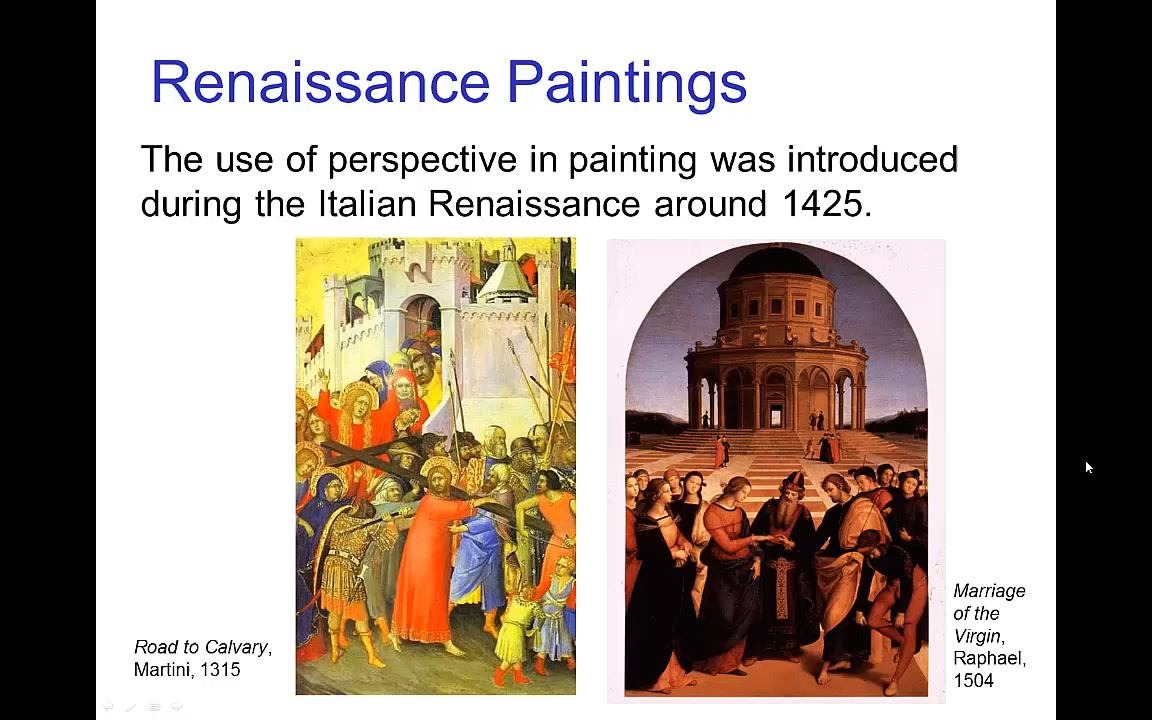 Renaissance Paintings
The use of perspective in painting was introduced
during the Italian Renaissance around 1425.
Road to Calvary,
Martini, 1315
Marriage
of the
Virgin,
Raphael,
1504